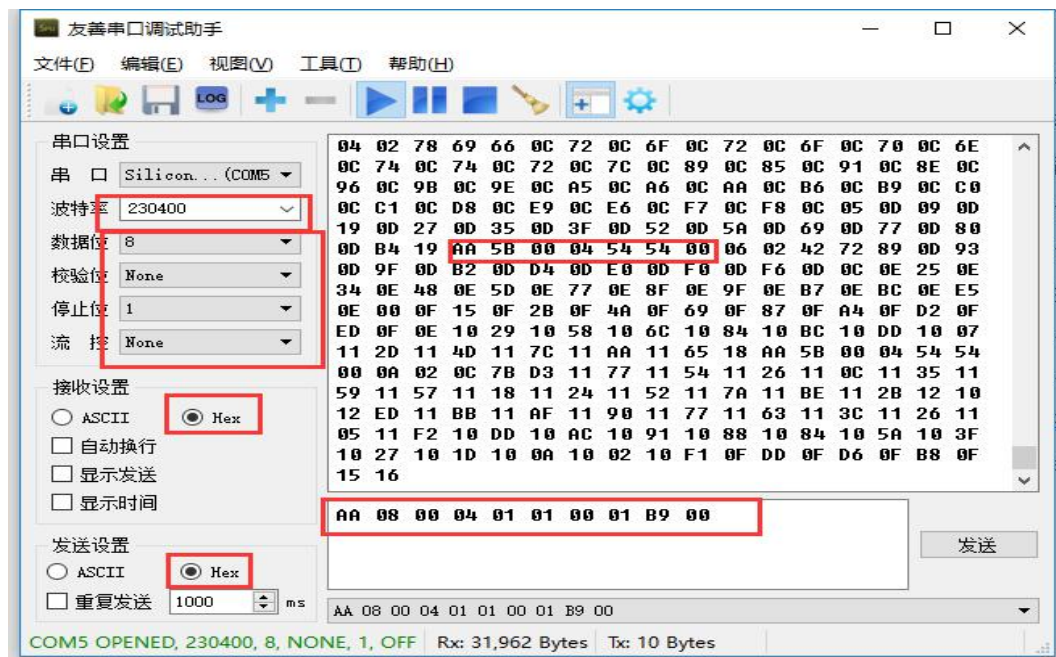 友善串口调试助手
文件(F) 编辑(E) 视图(V) 工具(T) 帮助(H)
LOG
串口设置
串 口 Silicon...(COM5
波特率 230400
数据位 8
校验位 None
停止位 1
流 控 None
接收设置
ASCII Hex
自动换行
显示发送
显示时间
发送设置
ASCII Hex
重复发送 1000 ms
04 02 78 69 66 0C 72 0C 6F 0C 72 0C 6F 0C 70 0C 6E
0C 74 0C 74 0C 72 0C 7C 0C 89 0C 85 0C 91 0C 8E 0C
96 0C 9B 0C 9E 0C A5 0C A6 0C AA 0C B6 0C B9 0C C0
0C C1 0C D8 0C E9 0C E6 0C F7 0C F8 0C 05 0D 09 0D
19 0D 27 0D 35 0D 3F 0D 52 0D 5A 0D 69 0D 77 0D 80
0D B4 19 AA 5B 00 04 54 54 00 06 02 42 72 89 0D 93
0D 9F 0D B2 0D D4 0D E0 0D F0 0D F6 0D 0C 0E 25 0E
34 0E 48 0E 5D 0E 77 0E 8F 0E 9F 0E B7 0E BC 0E E5
0E 00 0F 15 0F 2B 0F 4A 0F 69 0F 87 0F A4 0F D2 0F
ED 0F 0E 10 29 10 58 10 6C 10 84 10 BC 10 DD 10 07
11 2D 11 4D 11 7C 11 AA 11 65 18 AA 5B 00 04 54 54
00 0A 02 0C 7B D3 11 77 11 54 11 26 11 0C 11 35 11
59 11 57 11 18 11 24 11 52 11 7A 11 BE 11 2B 12 10
12 ED 11 BB 11 AF 11 90 11 77 11 63 11 3C 11 26 11
05 11 F2 10 DD 10 AC 10 91 10 88 10 84 10 5A 10 3F
10 27 10 1D 10 0A 10 02 10 F1 0F DD 0F D6 0F B8 0F
15 16
AA 08 00 04 01 01 00 01 B9 00
发送
AA 08 00 04 01 01 00 01 B9 00
COM5 OPENED, 230400, 8, NONE, 1, OFF Rx: 31,962 Bytes Tx: 10 Bytes